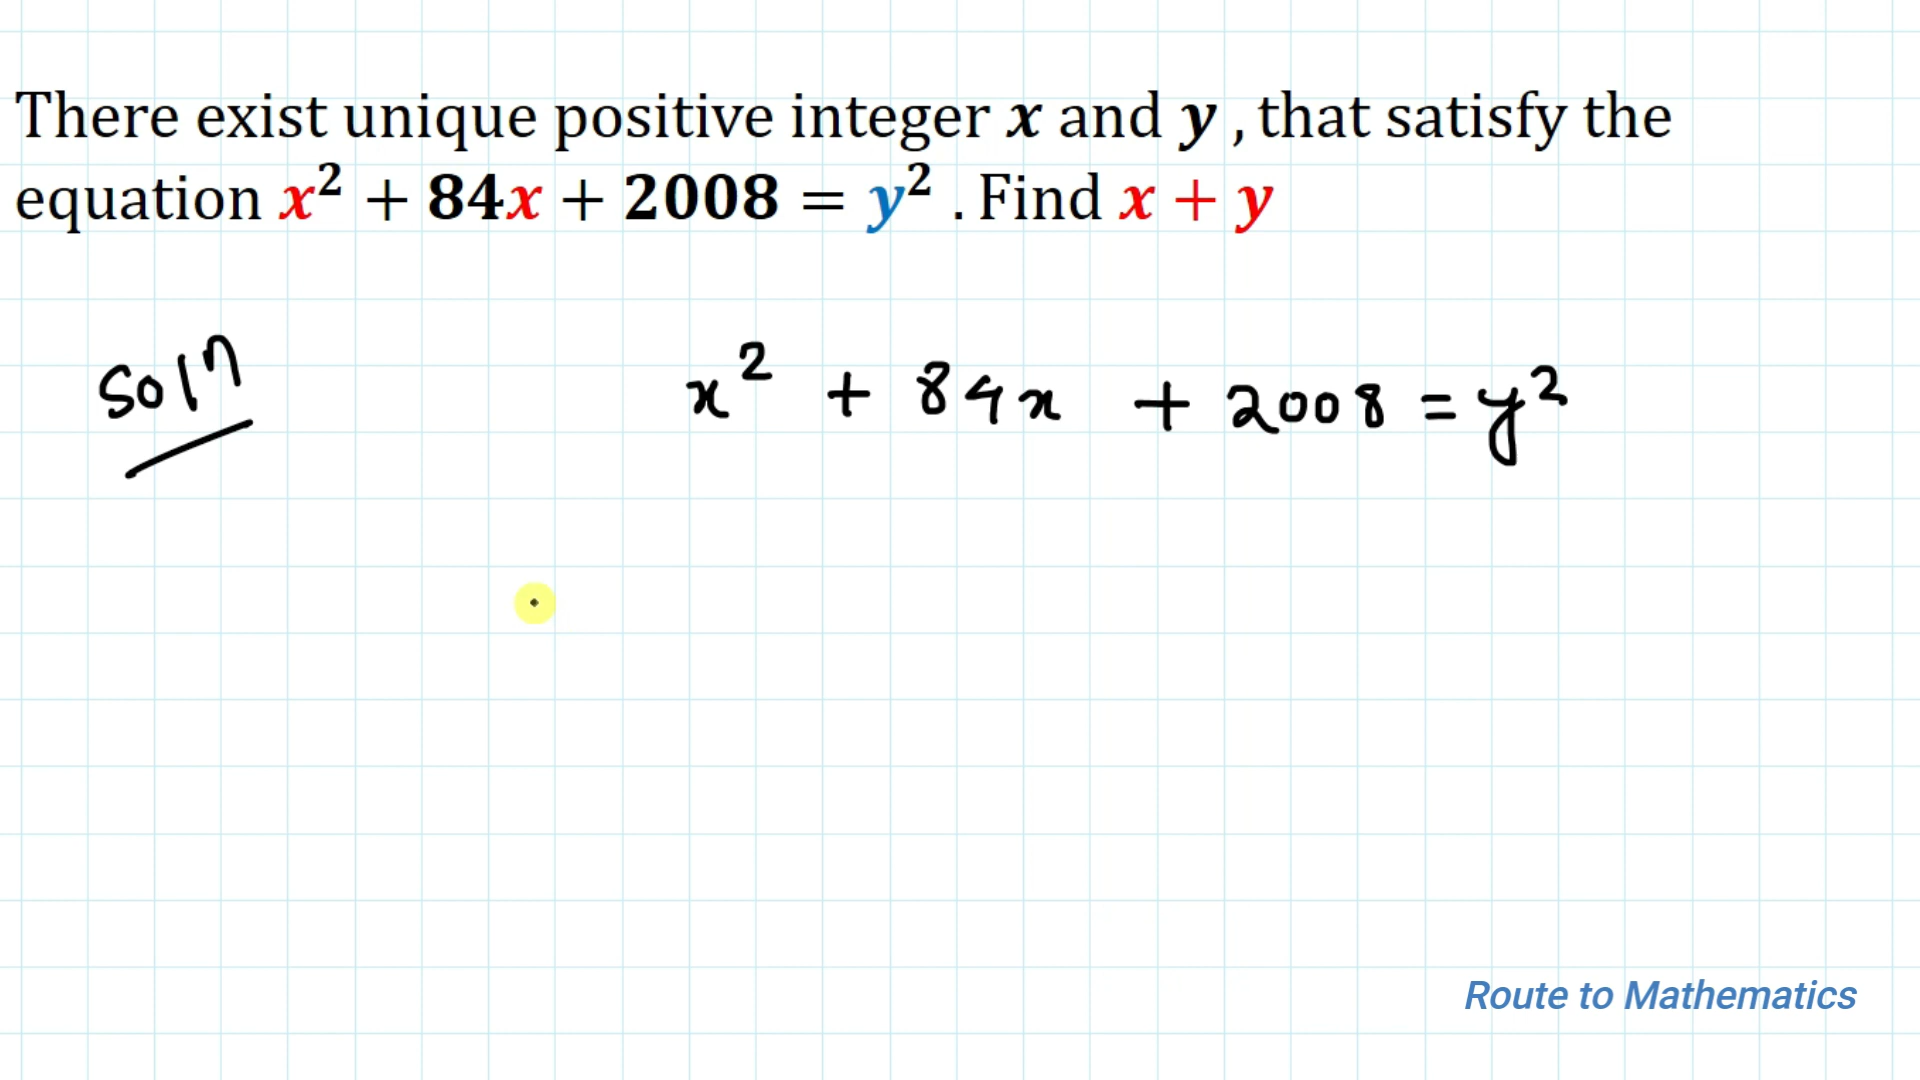 There exist unique positive integer x and y , that satisfy the
equation x² + 84x + 2008 = y² . Find x + y
Soln x² + 84x + 2008 = y²
Route to Mathematics